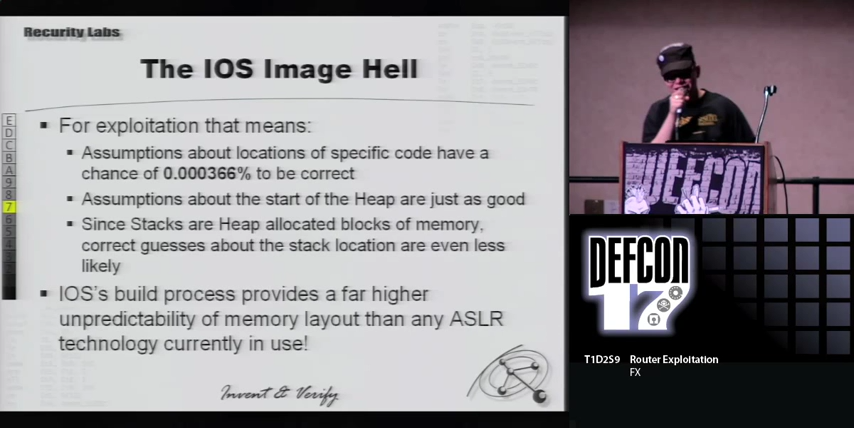 Recurity Labs
The IOS Image Hell
For exploitation that means:
Assumptions about locations of specific code have a
chance of 0.000366% to be correct
Assumptions about the start of the Heap are just as good
Since Stacks are Heap allocated blocks of memory,
correct guesses about the stack location are even less
likely
IOS's build process provides a far higher
unpredictability of memory layout than any ASLR
technology currently in use!
Invent & Verify
E
D
C
B
A
9
8
7
6
5
4
3
DEFCON
DEFCON
17
T1D2S9 Router Exploitation
FX